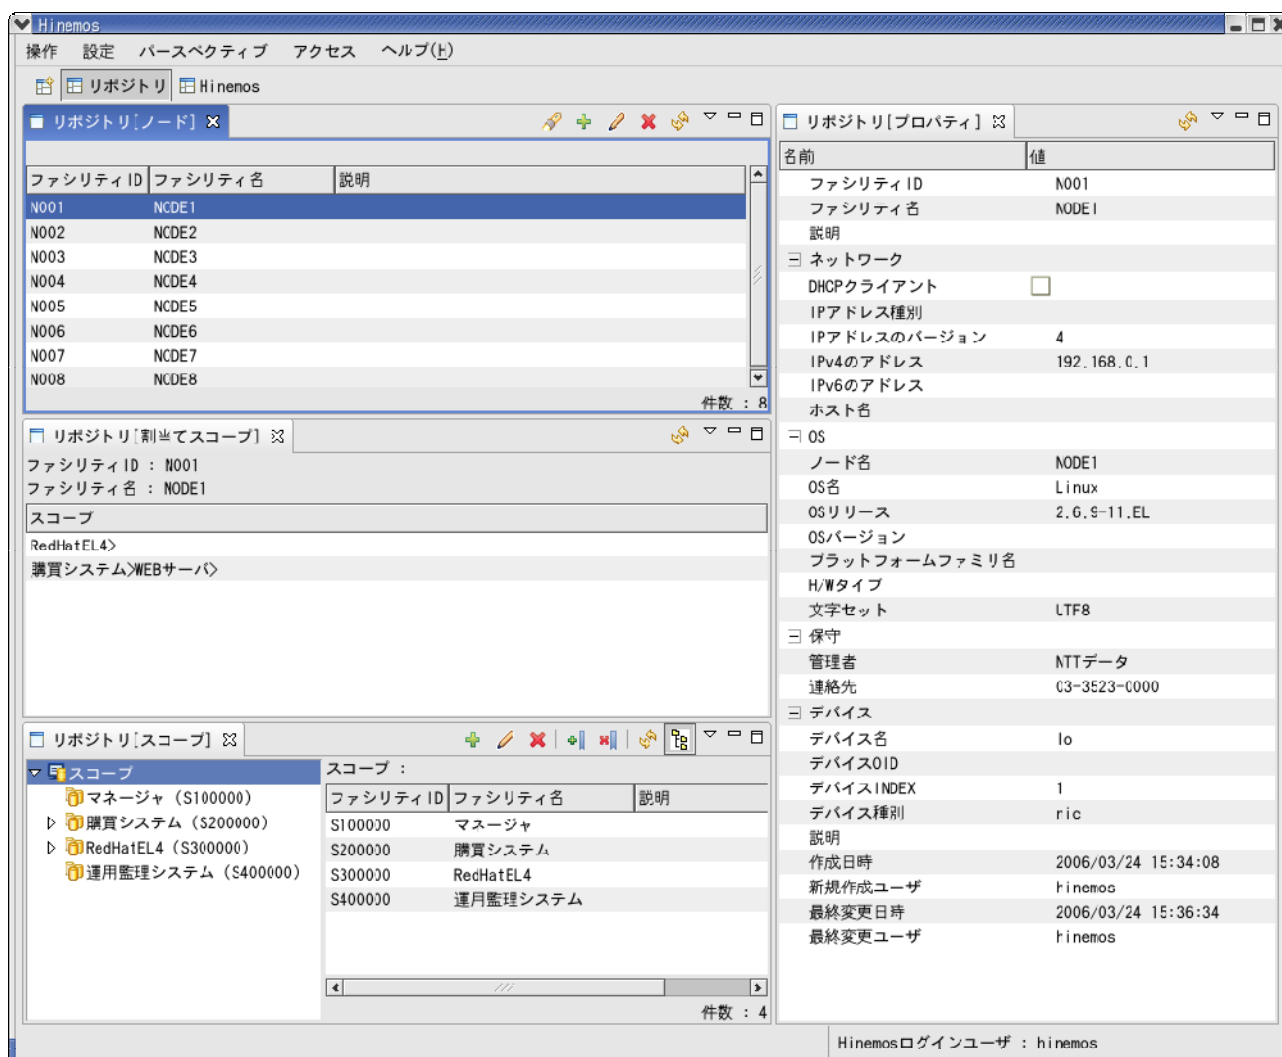 Hinemos
操作 設定 パースペクティブ アクセス ヘルプ(H)
リポジトリ Hinemos
リポジトリ[ノード]
ファシリティID ファシリティ名 説明
N001 NODE1
N002 NODE2
N003 NODE3
N004 NODE4
N005 NODE5
N006 NODE6
N007 NODE7
N008 NODE8
件数 : 8
リポジトリ[割当てスコープ]
ファシリティID : N001
ファシリティ名 : NODE1
スコープ
RedHatEL4>
購買システム>WEBサーバ>
リポジトリ[スコープ]
スコープ
マネージャ (S100000)
購買システム (S200000)
RedHatEL4 (S300000)
運用監理システム (S400000)
スコープ :
ファシリティID ファシリティ名 説明
S100000 マネージャ
S200000 購買システム
S300000 RedHatEL4
S400000 運用監理システム
件数 : 4
リポジトリ[プロパティ]
名前 値
ファシリティID N001
ファシリティ名 NODE1
説明
ネットワーク
DHCPクライアント
IPアドレス種別
IPアドレスのバージョン 4
IPv4のアドレス 192.168.0.1
IPv6のアドレス
ホスト名
OS
ノード名 NODE1
OS名 Linux
OSリリース 2.6.9-11.EL
OSバージョン
プラットフォームファミリ名
H/Wタイプ
文字セット UTF8
保守
管理者 NTTデータ
連絡先 03-3523-0000
デバイス
デバイス名 lo
デバイスOID
デバイスINDEX 1
デバイス種別 nic
説明
作成日時 2006/03/24 15:34:08
新規作成ユーザ hinemos
最終変更日時 2006/03/24 15:36:34
最終変更ユーザ hinemos
Hinemosログインユーザ : hinemos